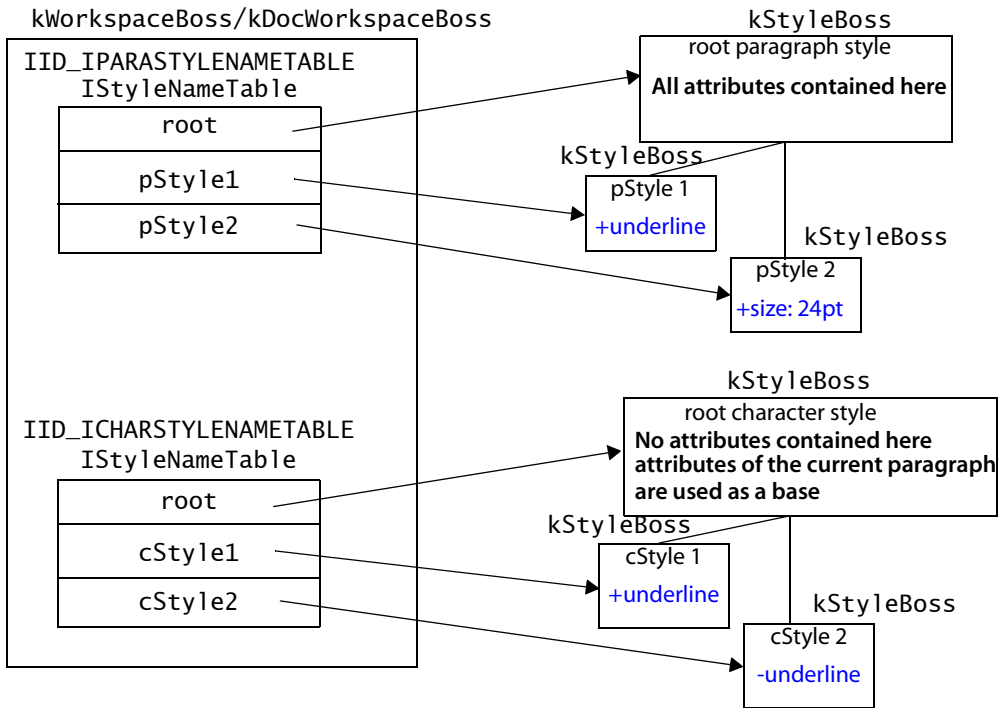 kWorkspaceBoss/kDocWorkspaceBoss
IID_IPARASTYLENAMETABLE
IStyleNameTable
root
pStyle1
pStyle2
kStyleBoss
root paragraph style
All attributes contained here
kStyleBoss
pStyle 1
+underline
kStyleBoss
pStyle 2
+size: 24pt
IID_ICHARSTYLENAMETABLE
IStyleNameTable
root
cStyle1
cStyle2
kStyleBoss
root character style
No attributes contained here
attributes of the current paragraph
are used as a base
kStyleBoss
cStyle 1
+underline
kStyleBoss
cStyle 2
-underline